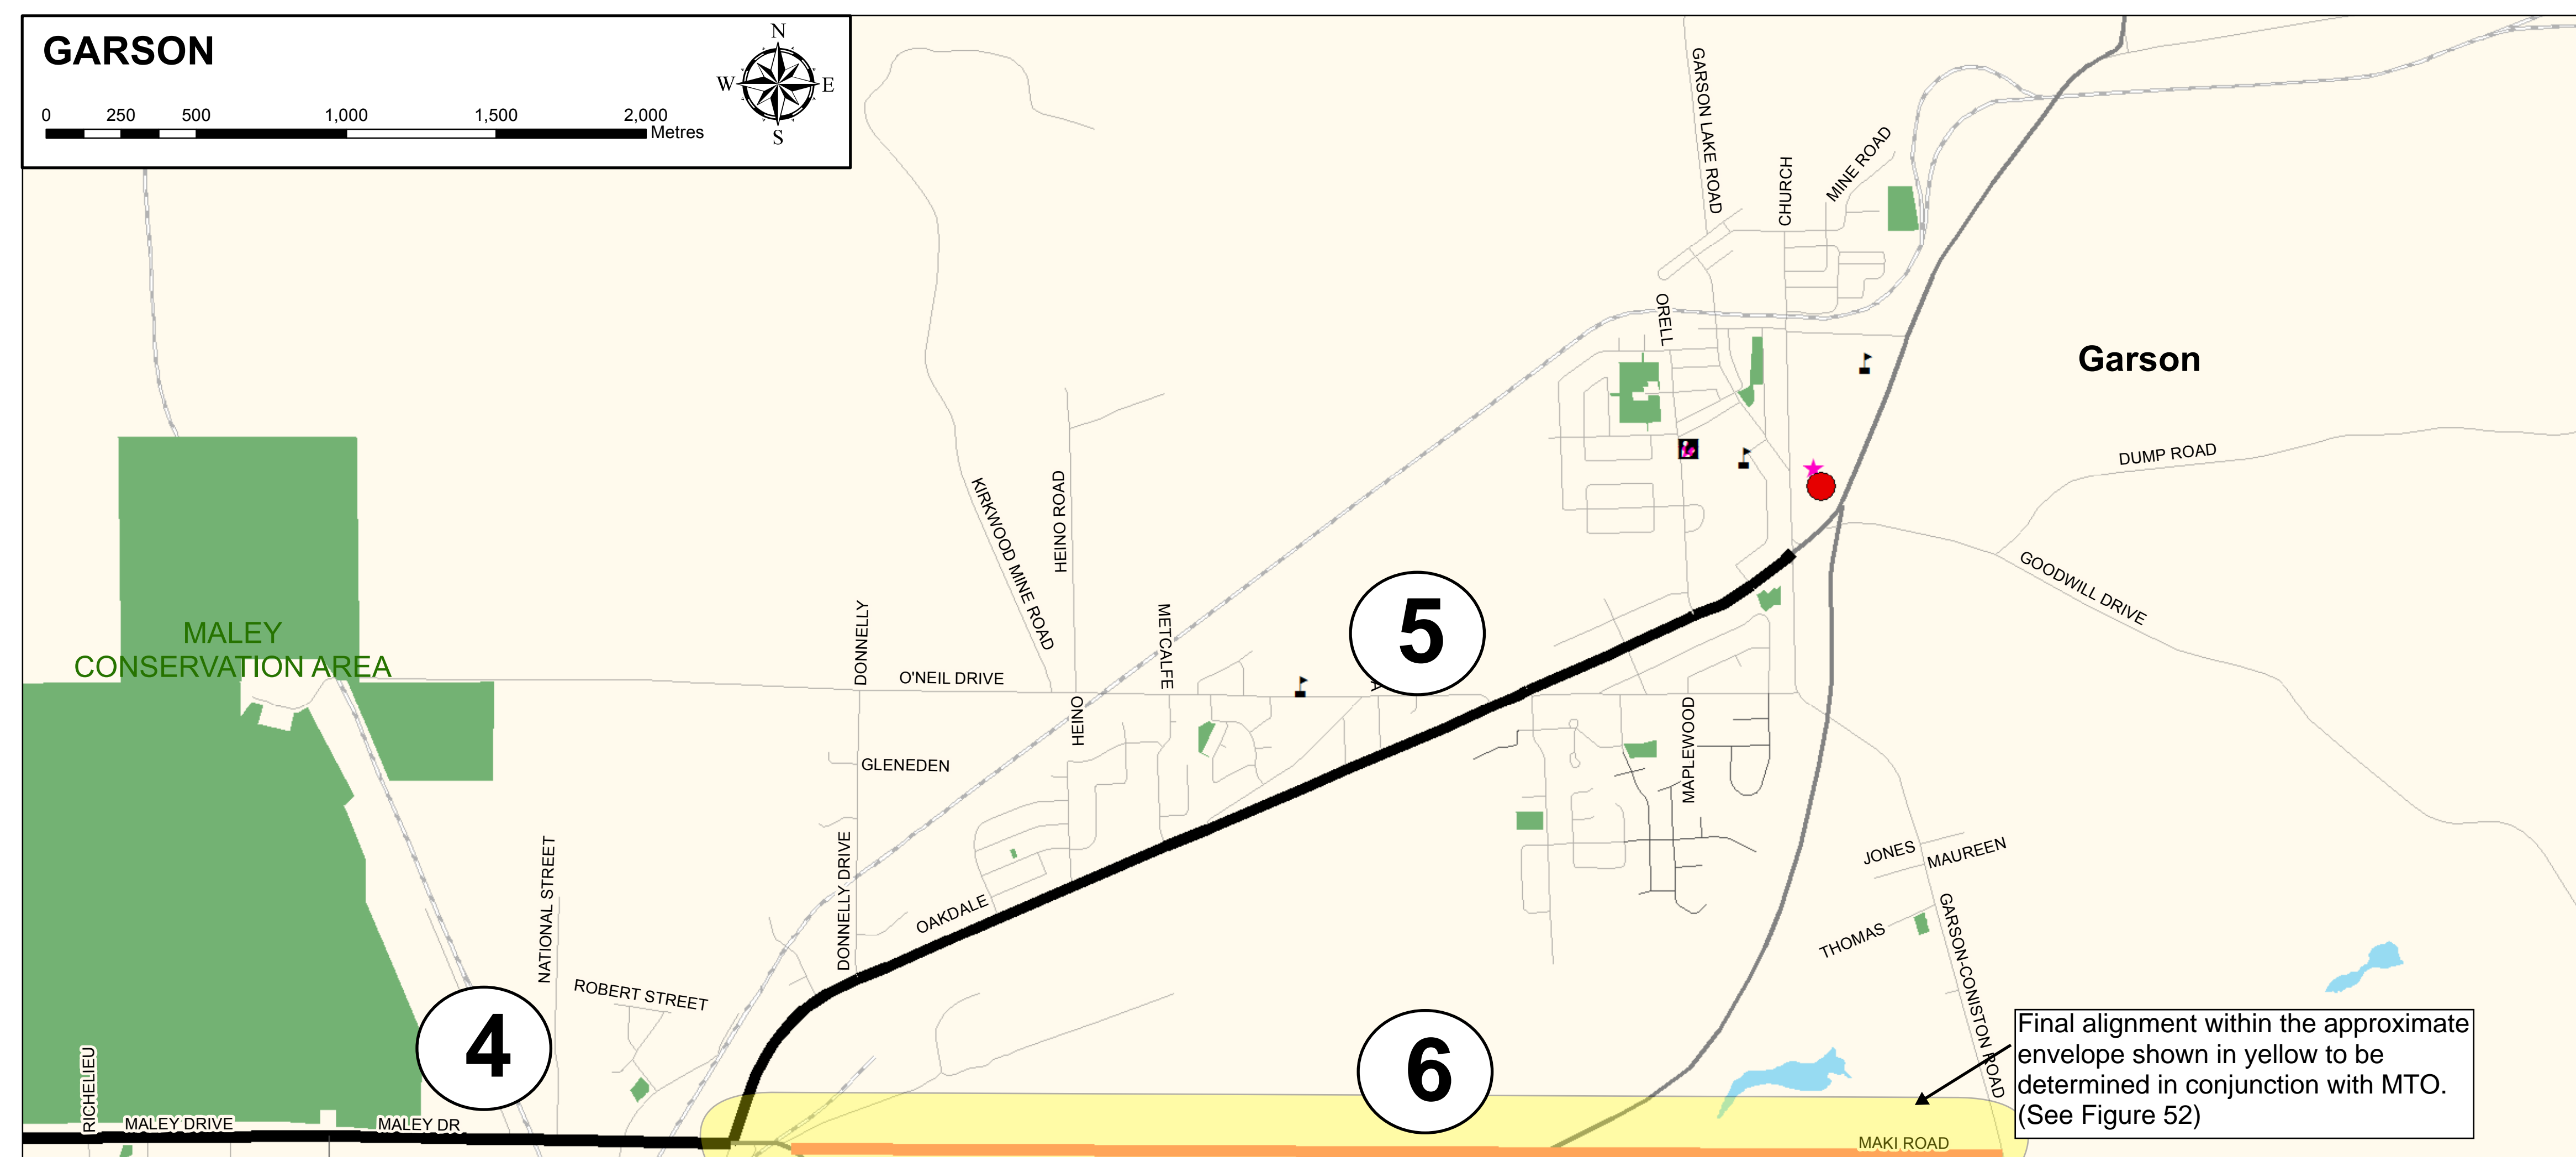 GARSON
N
W E
S
0 250 500 1,000 1,500 2,000
Metres
GARSON LAKE ROAD
CHURCH
MINE ROAD
ORELL
Garson
DUMP ROAD
GOODWILL DRIVE
KIRKWOOD MINE ROAD
HEINO ROAD
METCALFE
DONNELLY
O'NEIL DRIVE
HEINO
GLENEDEN
MALEY
CONSERVATION AREA
5
MAPLEWOOD
NATIONAL STREET
DONNELLY DRIVE
OAKDALE
JONES
MAUREEN
THOMAS
GARSON-CONISTON ROAD
ROBERT STREET
4
6
RICHELIEU
MALEY DRIVE
MALEY DR
MAKI ROAD
Final alignment within the approximate
envelope shown in yellow to be
determined in conjunction with MTO.
(See Figure 52)